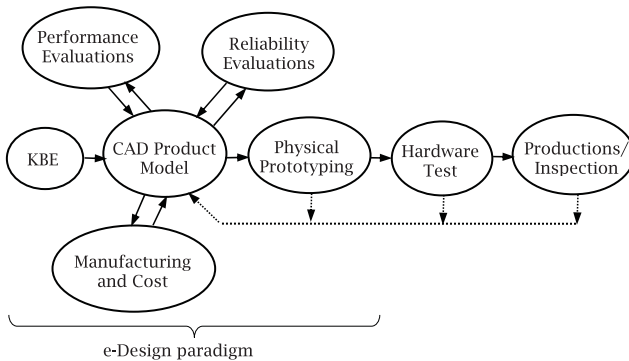 Performance
Evaluations
Reliability
Evaluations
KBE
CAD Product
Model
Physical
Prototyping
Hardware
Test
Productions/
Inspection
Manufacturing
and Cost
e-Design paradigm